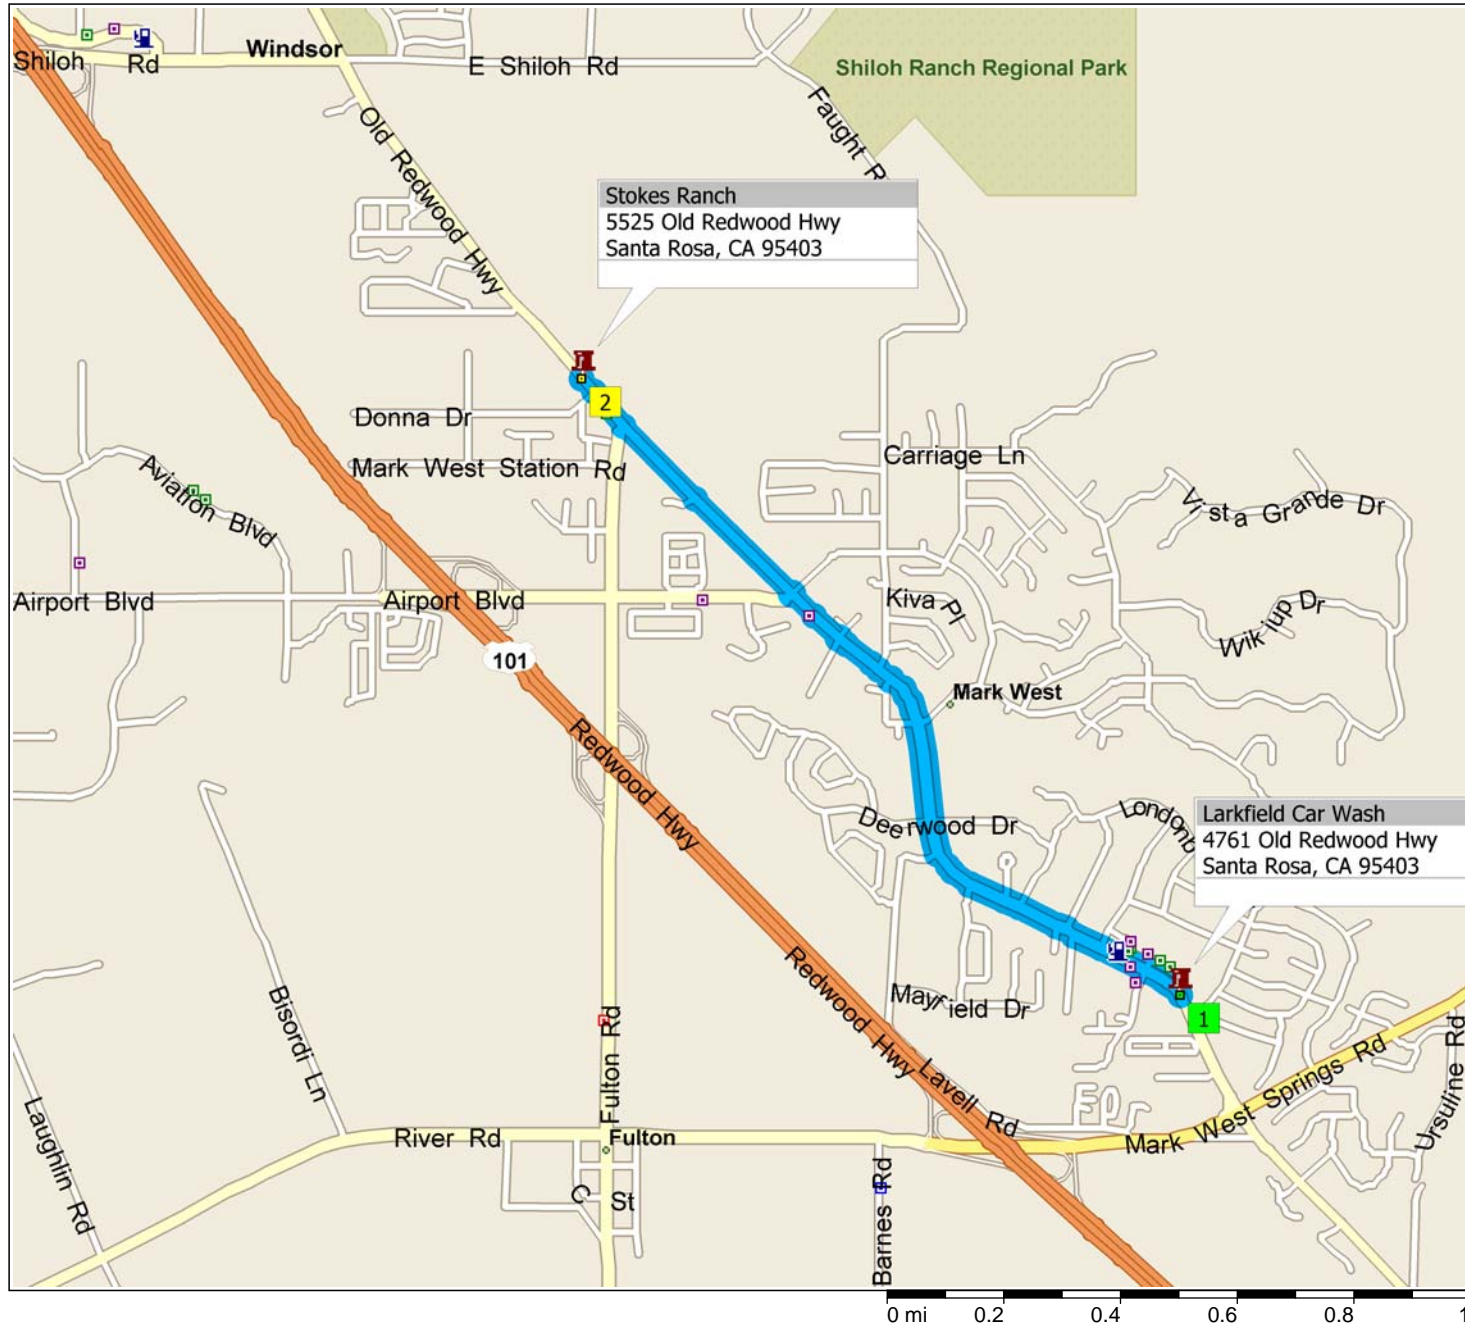 Shiloh Rd
Windsor
E Shiloh Rd
Shiloh Ranch Regional Park
Faught R
Old Redwood Hwy
Stokes Ranch
5525 Old Redwood Hwy
Santa Rosa, CA 95403
2
Donna Dr
Mark West Station Rd
Carriage Ln
Aviation Blvd
Vista Grande Dr
Airport Blvd
Airport Blvd
Kiva Pl
Wikiup Dr
101
Mark West
Redwood Hwy
Deerwood Dr
Londonb
Larkfield Car Wash
4761 Old Redwood Hwy
Santa Rosa, CA 95403
Redwood Hwy
Mayfield Dr
1
Bisordi Ln
Fulton Rd
Lavell Rd
Mark West Springs Rd
Ursuline Rd
Laughlin Rd
River Rd
Fulton
C St
Barnes Rd
0 mi 0.2 0.4 0.6 0.8 1